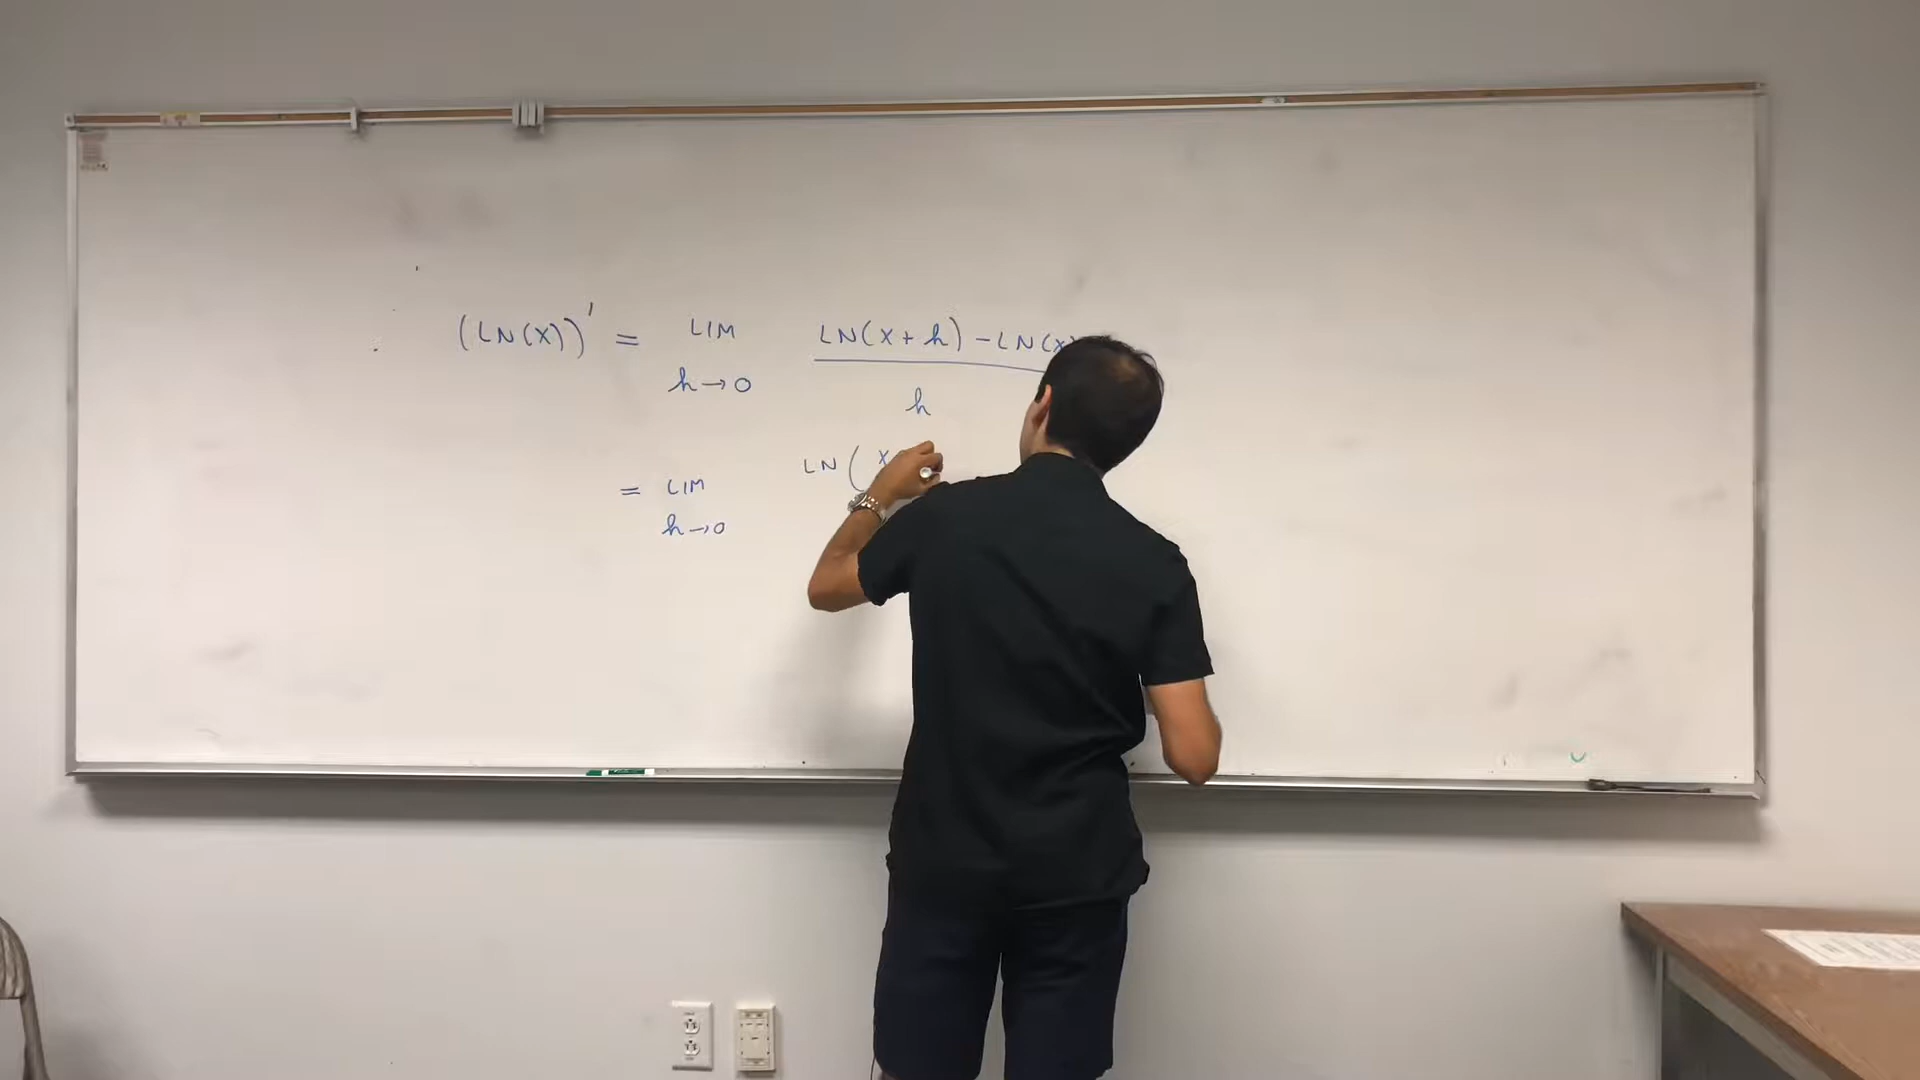 (LN(X))' = LIM h→0 LN(X+h) - LN(X) / h
= LIM h→0 LN( X